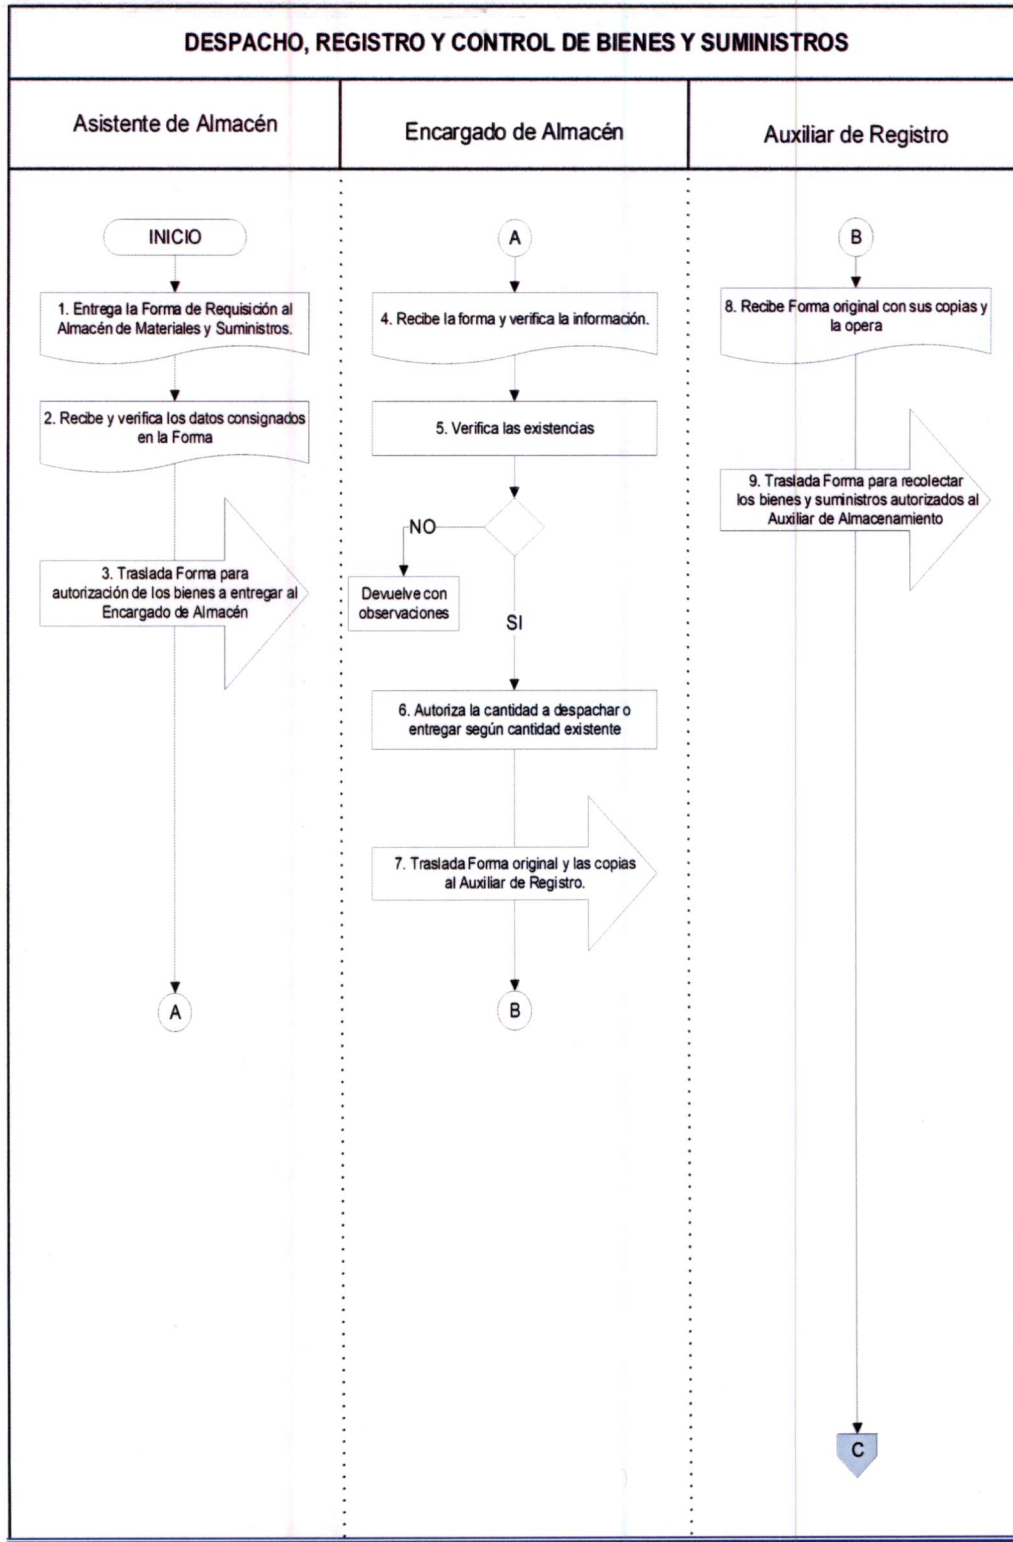 DESPACHO, REGISTRO Y CONTROL DE BIENES Y SUMINISTROS
Asistente de Almacén
Encargado de Almacén
Auxiliar de Registro
INICIO
1. Entrega la Forma de Requisición al
Almacén de Materiales y Suministros.
2. Recibe y verifica los datos consignados
en la Forma
3. Traslada Forma para
autorización de los bienes a entregar al
Encargado de Almacén
A
A
4. Recibe la forma y verifica la información.
5. Verifica las existencias
NO
Devuelve con
observaciones
SI
6. Autoriza la cantidad a despachar o
entregar según cantidad existente
7. Traslada Forma original y las copias
al Auxiliar de Registro.
B
B
8. Recibe Forma original con sus copias y
la opera
9. Traslada Forma para recolectar
los bienes y suministros autorizados al
Auxiliar de Almacenamiento
C